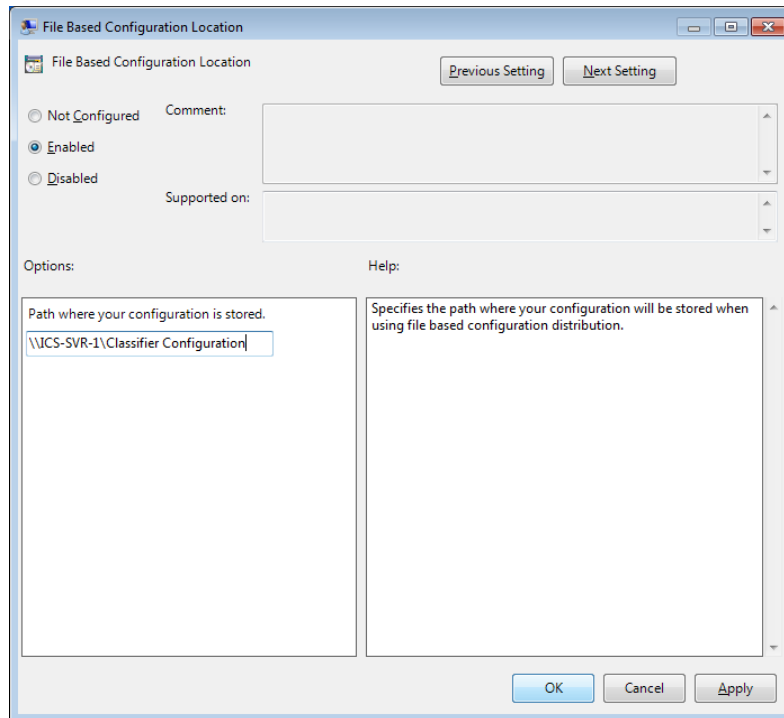 File Based Configuration Location
File Based Configuration Location
Previous Setting
Next Setting
Not Configured
Comment:
Enabled
Disabled
Supported on:
Options:
Help:
Path where your configuration is stored.
\\ICS-SVR-1\Classifier Configuration
Specifies the path where your configuration will be stored when
using file based configuration distribution.
OK
Cancel
Apply